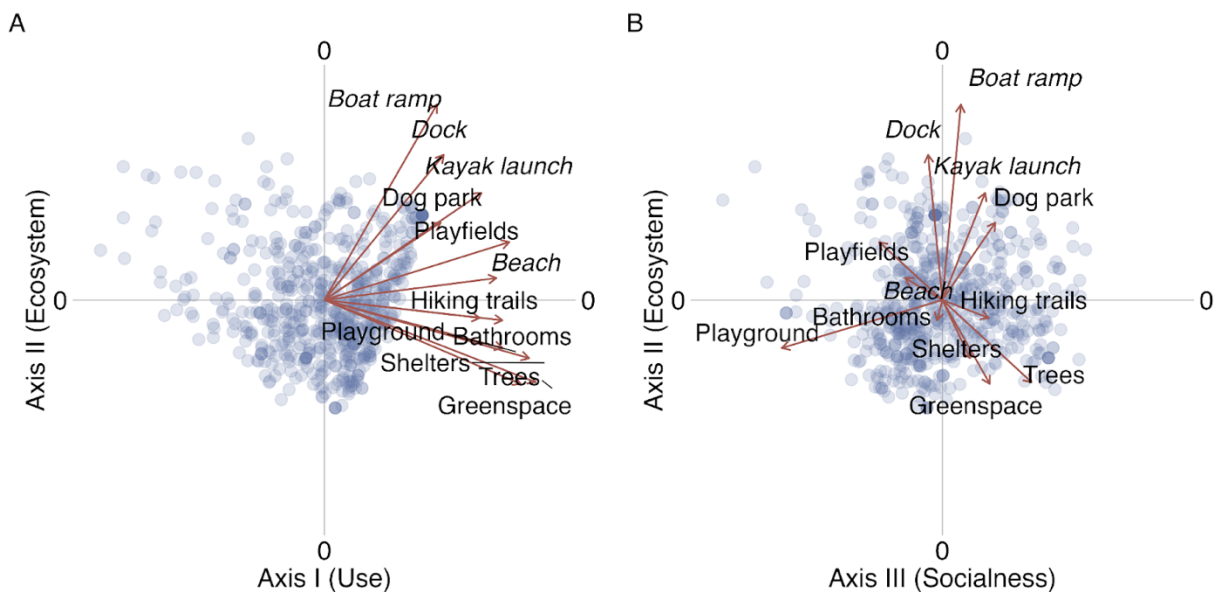 A
0
Boat ramp
Dock
Kayak launch
Dog park
Playfields
Beach
0
0
Hiking trails
Playground
Bathrooms
Shelters
Trees
Greenspace
Axis II (Ecosystem)
0
Axis I (Use)
B
0
Boat ramp
Dock
Kayak launch
Dog park
Playfields
Beach
0
0
Hiking trails
Bathrooms
Playground
Shelters
Trees
Greenspace
Axis II (Ecosystem)
0
Axis III (Socialness)